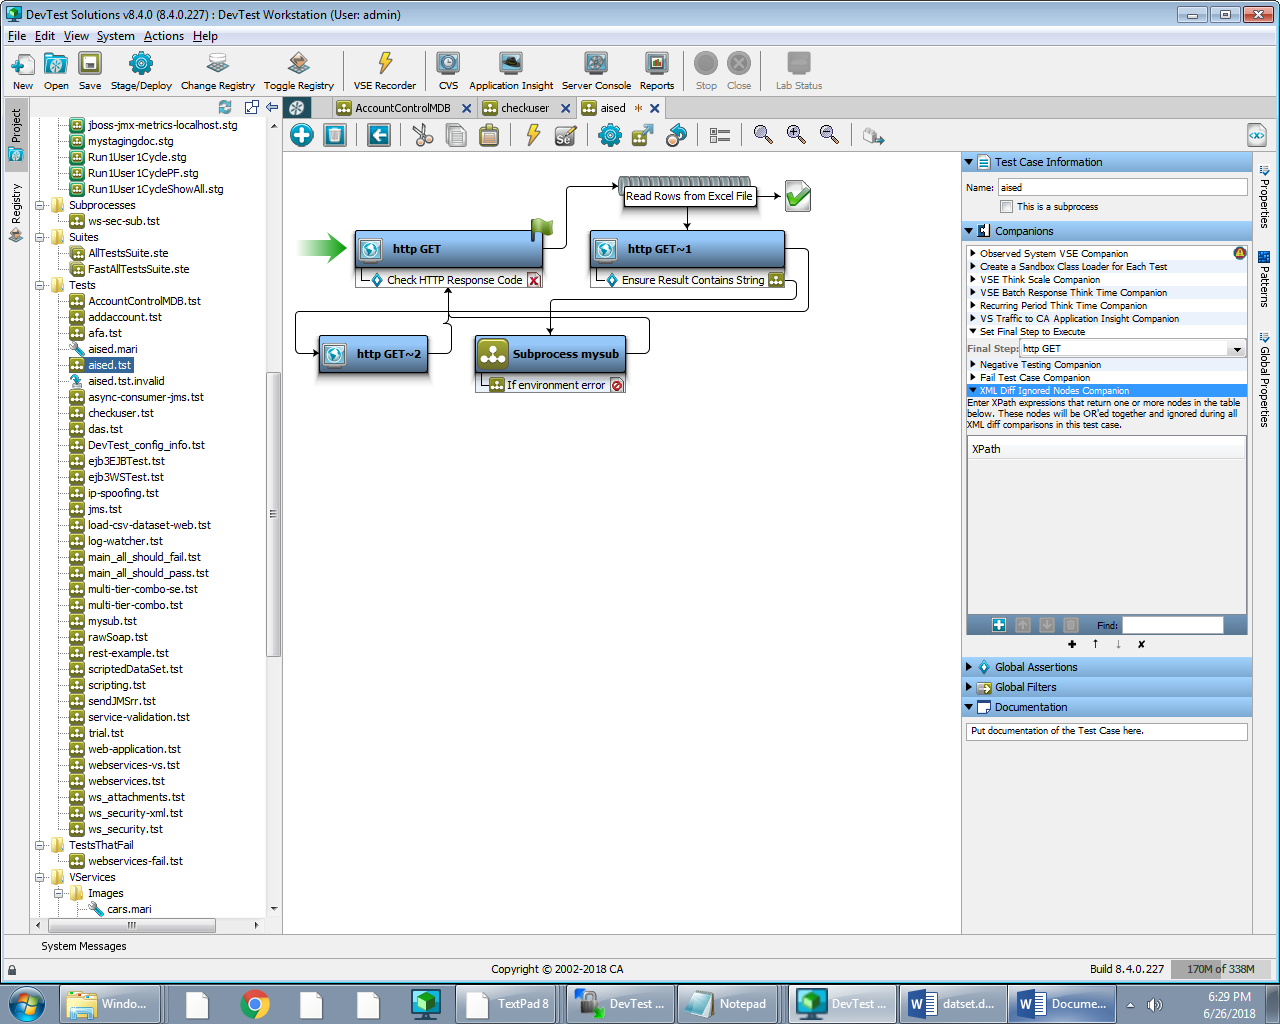 DevTest Solutions v8.4.0 (8.4.0.227) : DevTest Workstation (User: admin)
File Edit View System Actions Help
New Open Save Stage/Deploy Change Registry Toggle Registry VSE Recorder CVS Application Insight Server Console Reports Stop Close Lab Status
Project
Registry
AccountControlMDB checkuser aised
jboss-jmx-metrics-localhost.stg
mystagingdoc.stg
Run1User1Cycle.stg
Run1User1CyclePF.stg
Run1User1CycleShowAll.stg
Subprocesses
ws-sec-sub.tst
Suites
AllTestsSuite.ste
FastAllTestsSuite.ste
Tests
AccountControlMDB.tst
addaccount.tst
afa.tst
aised.mari
aised.tst
aised.tst.invalid
async-consumer-jms.tst
checkuser.tst
das.tst
DevTest_config_info.tst
ejb3EJBTest.tst
ejb3WSTest.tst
ip-spoofing.tst
jms.tst
load-csv-dataset-web.tst
log-watcher.tst
main_all_should_fail.tst
main_all_should_pass.tst
multi-tier-combo-se.tst
multi-tier-combo.tst
mysub.tst
rawSoap.tst
rest-example.tst
scriptedDataSet.tst
scripting.tst
sendJMSrr.tst
service-validation.tst
trial.tst
web-application.tst
webservices-vs.tst
webservices.tst
ws_attachments.tst
ws_security-xml.tst
ws_security.tst
TestsThatFail
webservices-fail.tst
VServices
Images
cars.mari
Read Rows from Excel File
http GET
Check HTTP Response Code
http GET~1
Ensure Result Contains String
http GET~2
Subprocess mysub
If environment error
Test Case Information
Name: aised
This is a subprocess
Companions
Observed System VSE Companion
Create a Sandbox Class Loader for Each Test
VSE Think Scale Companion
VSE Batch Response Think Time Companion
Recurring Period Think Time Companion
VS Traffic to CA Application Insight Companion
Set Final Step to Execute
Final Step: http GET
Negative Testing Companion
Fail Test Case Companion
XML Diff Ignored Nodes Companion
Enter XPath expressions that return one or more nodes in the table
below. These nodes will be OR'ed together and ignored during all
XML diff comparisons in this test case.
XPath
Find:
Global Assertions
Global Filters
Documentation
Put documentation of the Test Case here.
Properties
Patterns
Global Properties
System Messages
Copyright © 2002-2018 CA
Build 8.4.0.227 170M of 338M
Windo... TextPad 8 DevTest ... Notepad DevTest ... datset.d... Docume...
6:29 PM
6/26/2018